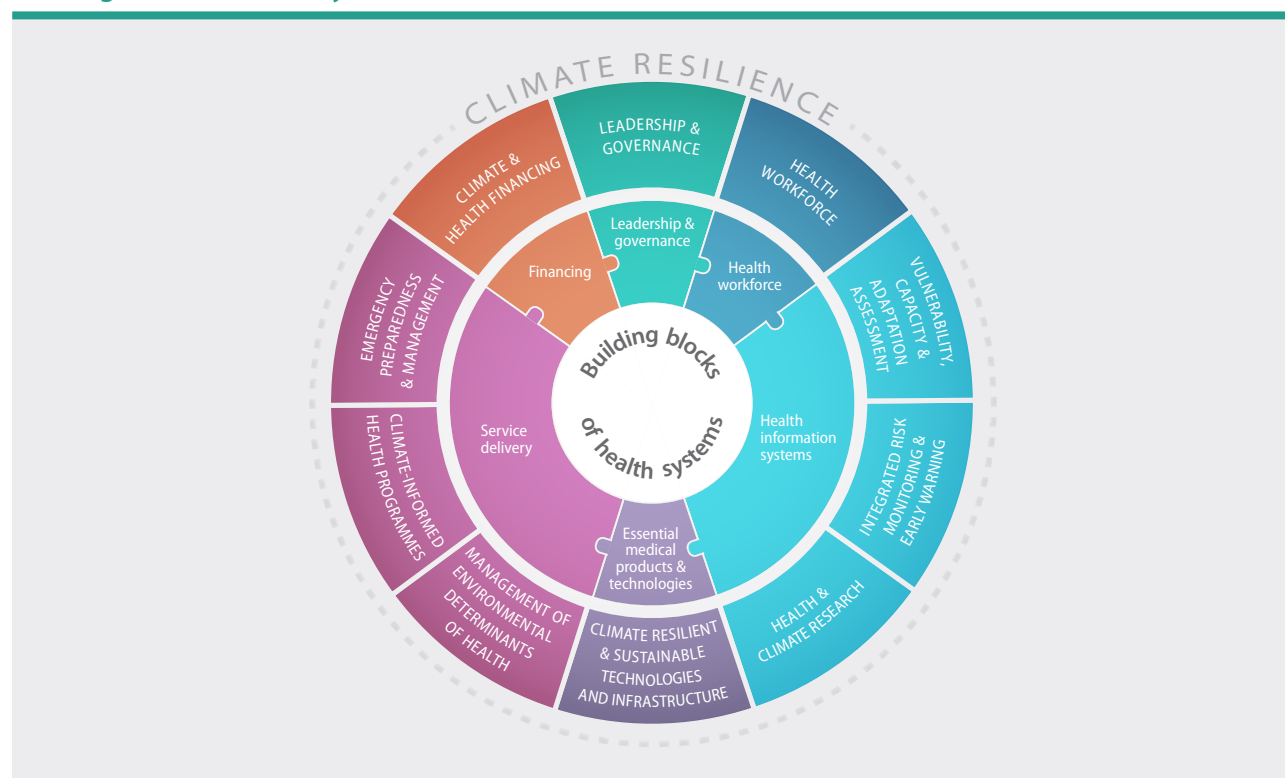 CLIMATE RESILIENCE
LEADERSHIP &
GOVERNANCE
HEALTH
WORKFORCE
VULNERABILITY,
CAPACITY &
ADAPTATION
ASSESSMENT
INTEGRATED RISK
MONITORING &
EARLY WARNING
HEALTH &
CLIMATE RESEARCH
CLIMATE RESILIENT
& SUSTAINABLE
TECHNOLOGIES
AND INFRASTRUCTURE
MANAGEMENT OF
ENVIRONMENTAL
DETERMINANTS
OF HEALTH
CLIMATE-INFORMED
HEALTH PROGRAMMES
EMERGENCY
PREPAREDNESS
& MANAGEMENT
CLIMATE &
HEALTH FINANCING
Leadership &
governance
Health
workforce
Health
information
systems
Essential
medical
products &
technologies
Service
delivery
Financing
Building blocks
of health systems